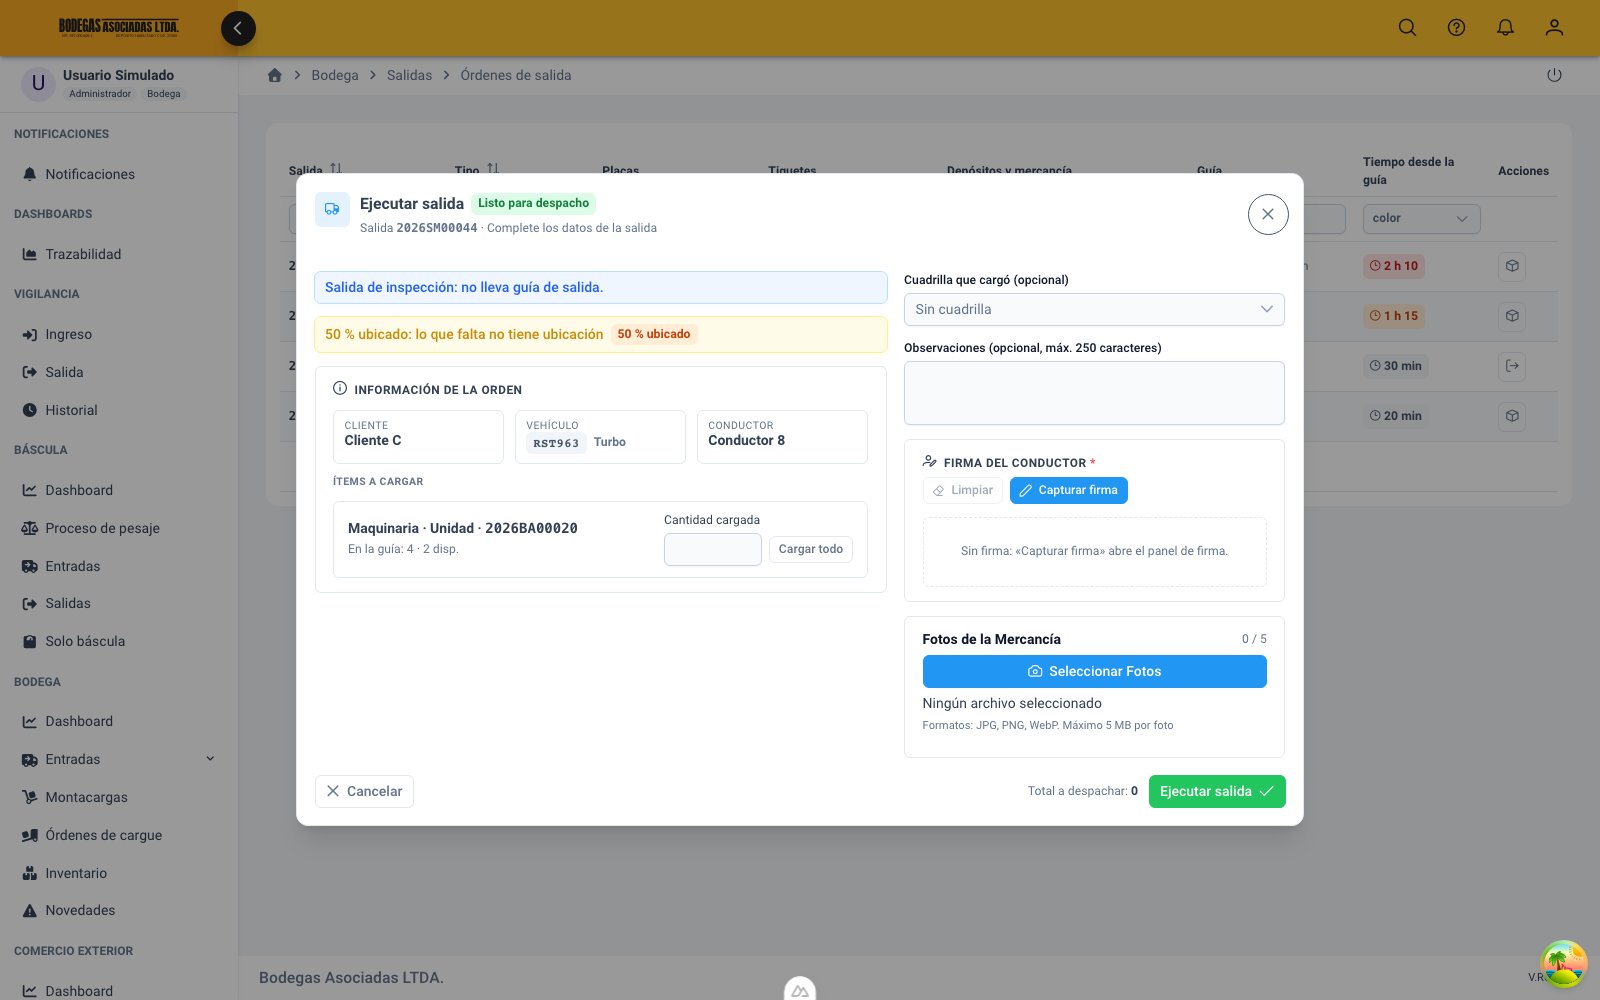 BODEGAS ASOCIADAS LTDA.
U
Usuario Simulado
Administrador Bodega
Bodega > Salidas > Órdenes de salida
NOTIFICACIONES
Notificaciones
DASHBOARDS
Trazabilidad
VIGILANCIA
Ingreso
Salida
Historial
BÁSCULA
Dashboard
Proceso de pesaje
Entradas
Salidas
Solo báscula
BODEGA
Dashboard
Entradas
Montacargas
Órdenes de cargue
Inventario
Novedades
COMERCIO EXTERIOR
Dashboard
Salida Tipo Placas Tiquetes Depósitos y mercancía Guía Tiempo desde la guía Acciones
color
2 h 10
1 h 15
30 min
20 min
Ejecutar salida Listo para despacho
Salida 2026SM00044 · Complete los datos de la salida
Salida de inspección: no lleva guía de salida.
50 % ubicado: lo que falta no tiene ubicación 50 % ubicado
INFORMACIÓN DE LA ORDEN
CLIENTE
Cliente C
VEHÍCULO
RST963 Turbo
CONDUCTOR
Conductor 8
ÍTEMS A CARGAR
Maquinaria · Unidad · 2026BA00020
En la guía: 4 · 2 disp.
Cantidad cargada
Cargar todo
Cuadrilla que cargó (opcional)
Sin cuadrilla
Observaciones (opcional, máx. 250 caracteres)
FIRMA DEL CONDUCTOR *
Limpiar Capturar firma
Sin firma: «Capturar firma» abre el panel de firma.
Fotos de la Mercancía 0 / 5
Seleccionar Fotos
Ningún archivo seleccionado
Formatos: JPG, PNG, WebP. Máximo 5 MB por foto
Cancelar
Total a despachar: 0
Ejecutar salida
Bodegas Asociadas LTDA.